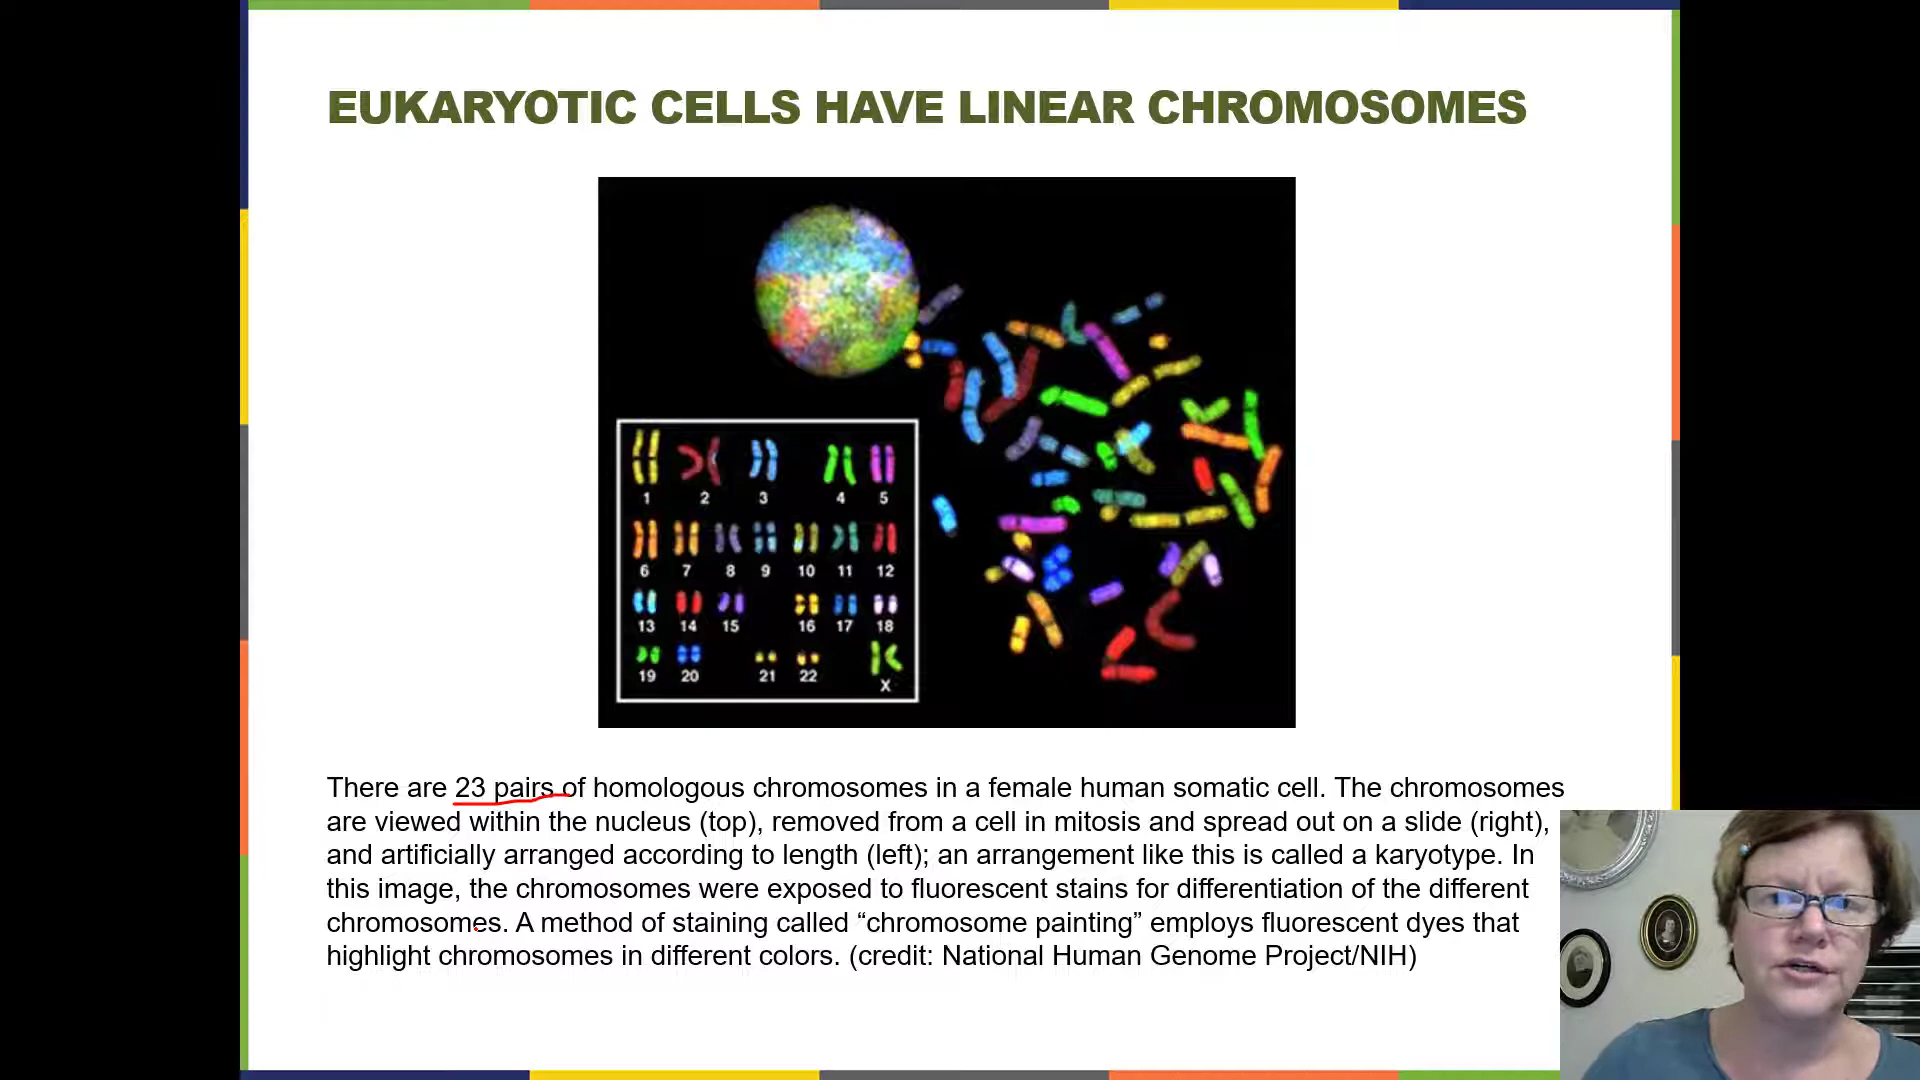 EUKARYOTIC CELLS HAVE LINEAR CHROMOSOMES
1 2 3 4 5
6 7 8 9 10 11 12
13 14 15 16 17 18
19 20 21 22 X
There are 23 pairs of homologous chromosomes in a female human somatic cell. The chromosomes
are viewed within the nucleus (top), removed from a cell in mitosis and spread out on a slide (right),
and artificially arranged according to length (left); an arrangement like this is called a karyotype. In
this image, the chromosomes were exposed to fluorescent stains for differentiation of the different
chromosomes. A method of staining called “chromosome painting” employs fluorescent dyes that
highlight chromosomes in different colors. (credit: National Human Genome Project/NIH)